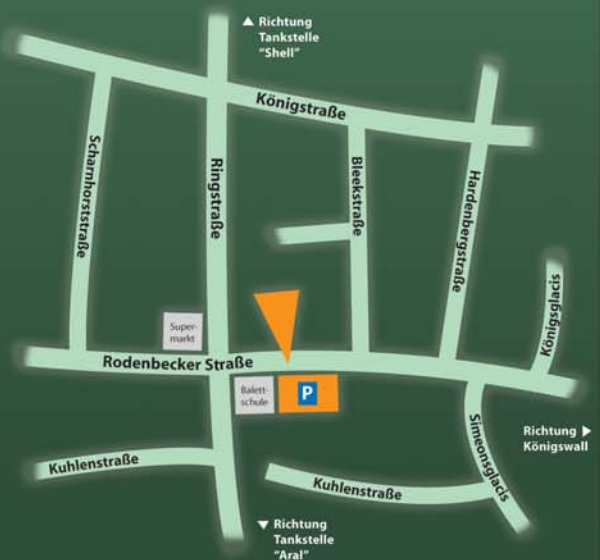 ▲ Richtung
Tankstelle
"Shell"
Königstraße
Scharnhorststraße
Ringstraße
Bleekstraße
Hardenbergstraße
Königsglacis
Super-
markt
Rodenbecker Straße
Balett-
schule
P
Simeonsglacis
Richtung ▶
Königswall
Kuhlenstraße
Kuhlenstraße
▼ Richtung
Tankstelle
"Aral"